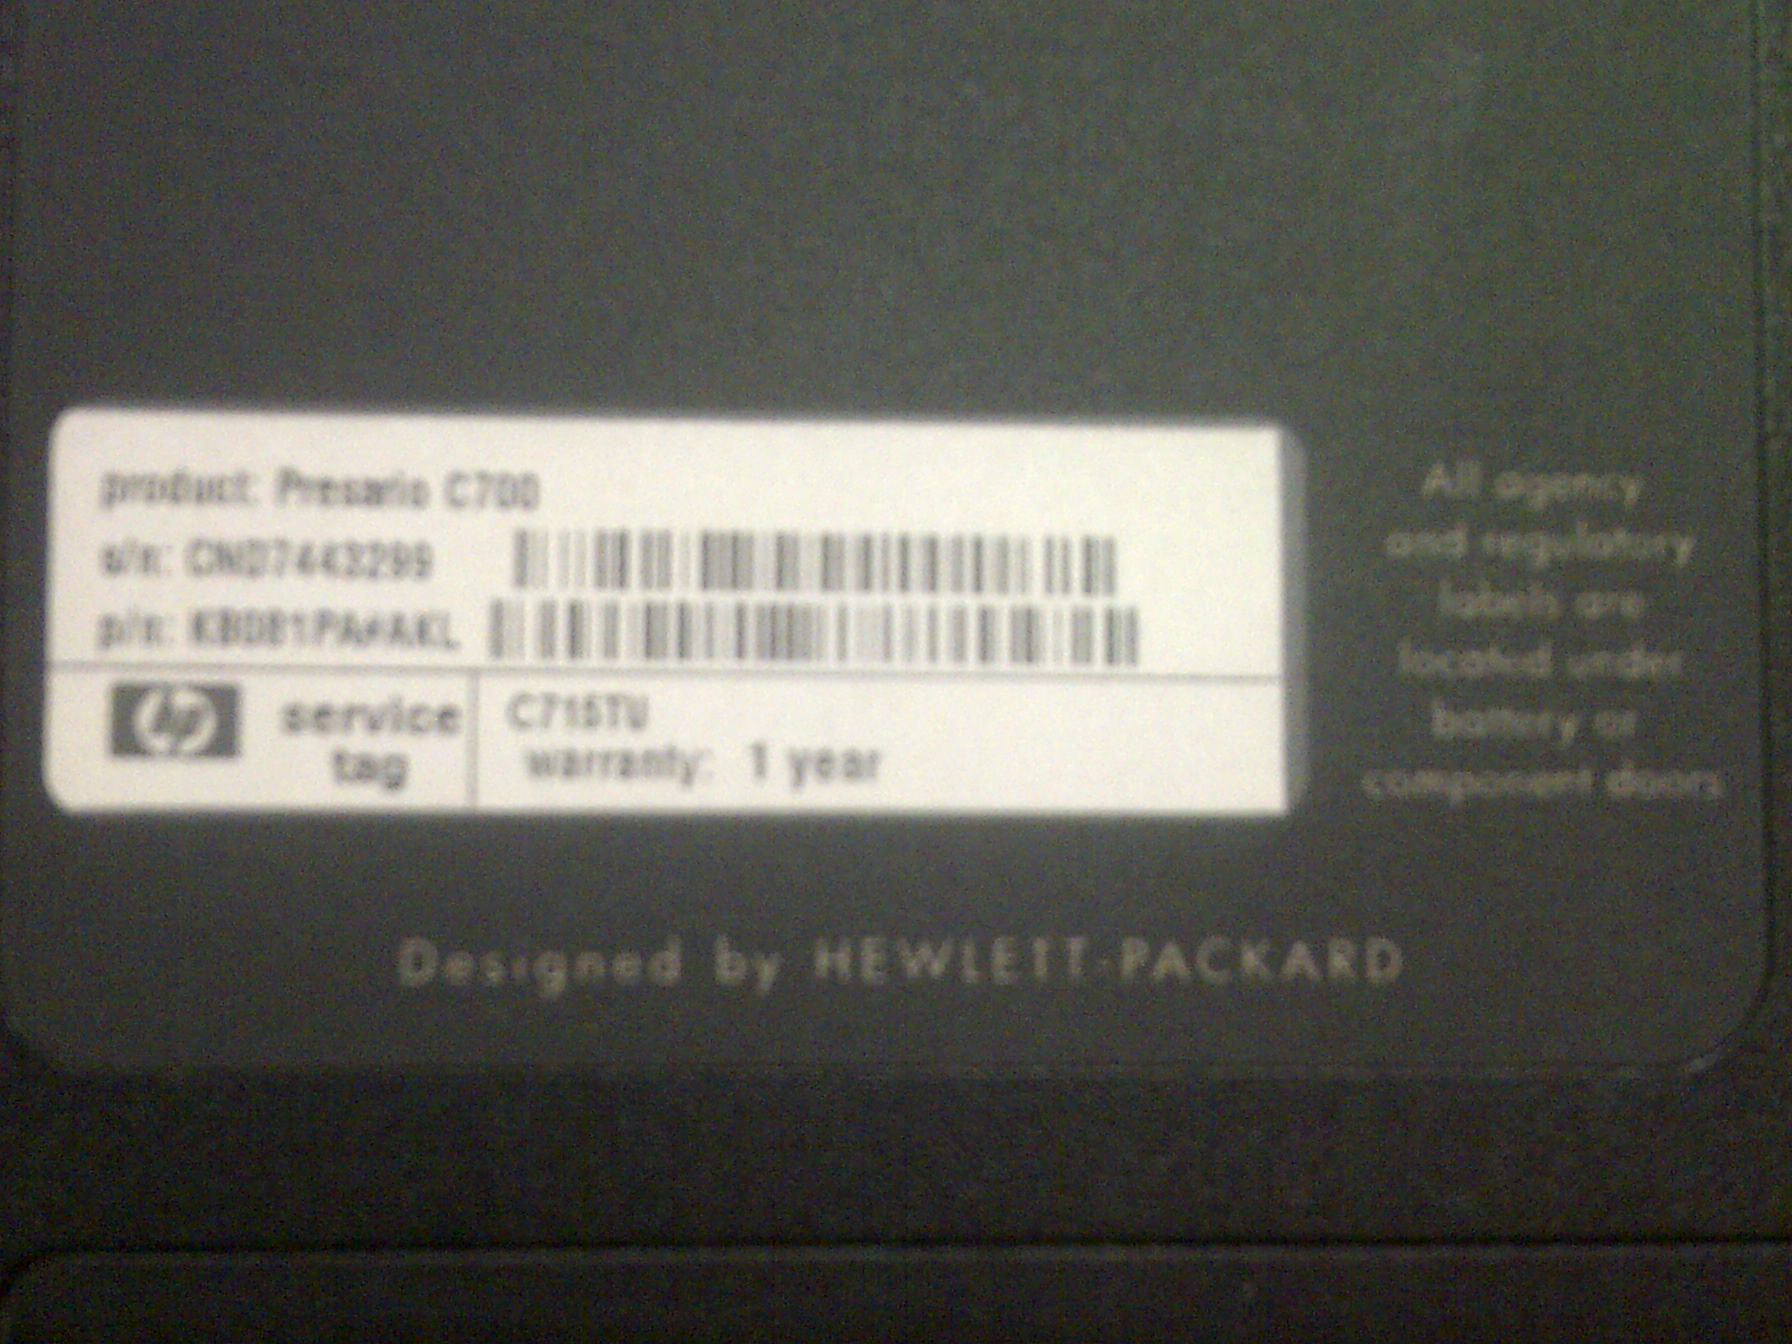 product: Presario C700
s/n: CND7443299
p/n: KB081PA#AKL
hp
service
tag
C715TU
warranty: 1 year
All agency
and regulatory
labels are
located under
battery or
component doors
Designed by HEWLETT-PACKARD